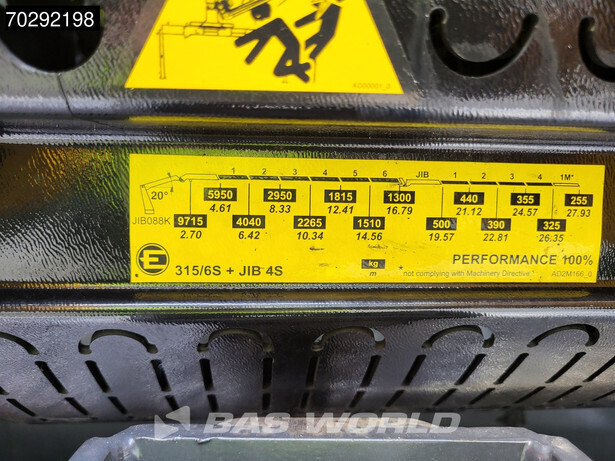 70292198
AD2M001_0
1 2 3 4 5 6 JIB 1 2 3 4 1M*
20°
JIB088K
5950 2950 1815 1300 440 355 255
4.61 8.33 12.41 16.79 21.12 24.57 27.93
9715 4040 2265 1510 500 390 325
2.70 6.42 10.34 14.56 19.57 22.81 26.35
E 315/6S + JIB 4S
kg
m
PERFORMANCE 100%
not complying with Machinery Directive
AD2M166_0
BAS WORLD